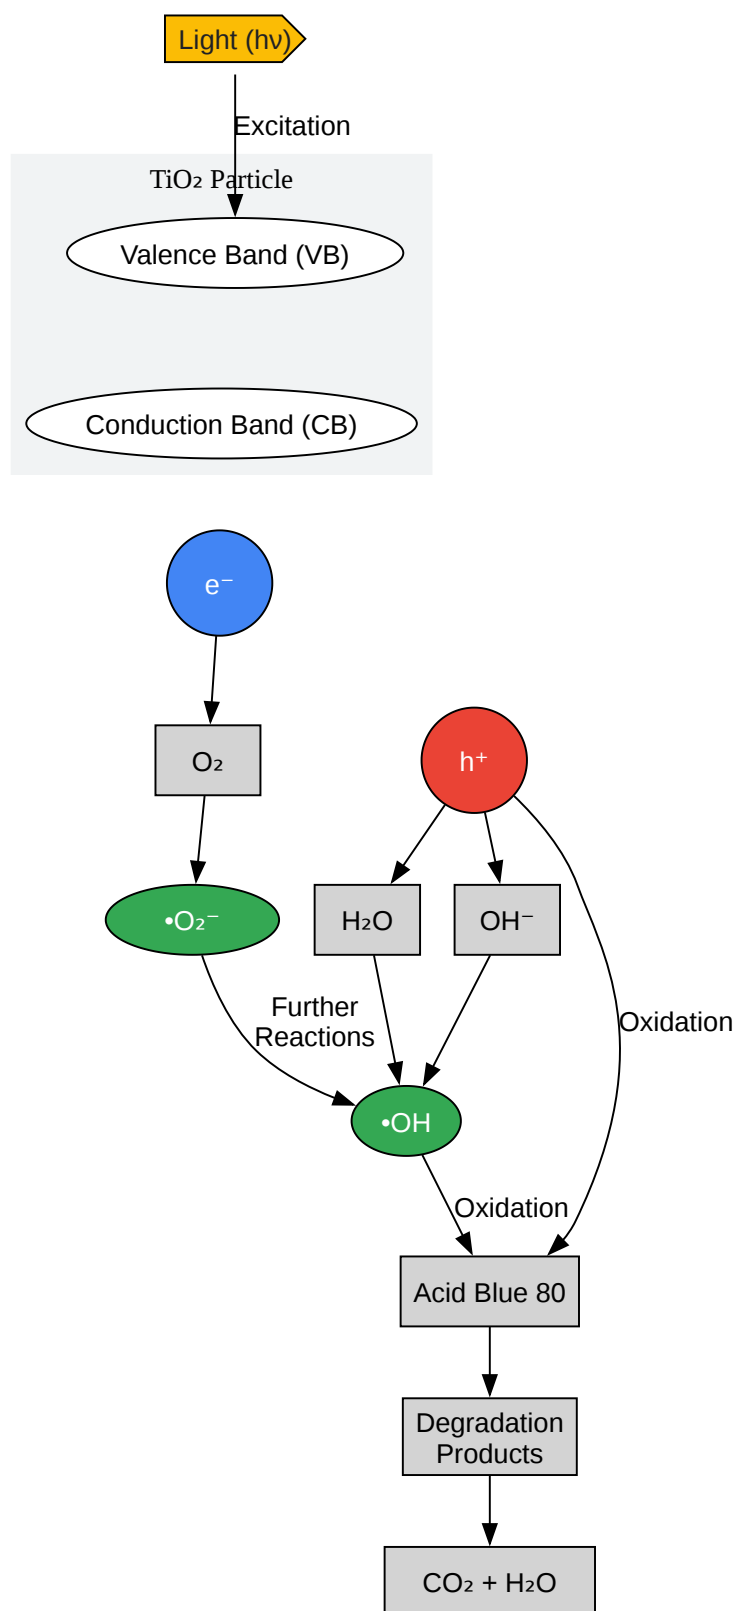 Light (hν)
Excitation
TiO₂ Particle
Valence Band (VB)
Conduction Band (CB)
e⁻
O₂
h⁺
•O₂⁻
H₂O
OH⁻
Further
Reactions
Oxidation
•OH
Oxidation
Acid Blue 80
Degradation
Products
CO₂ + H₂O